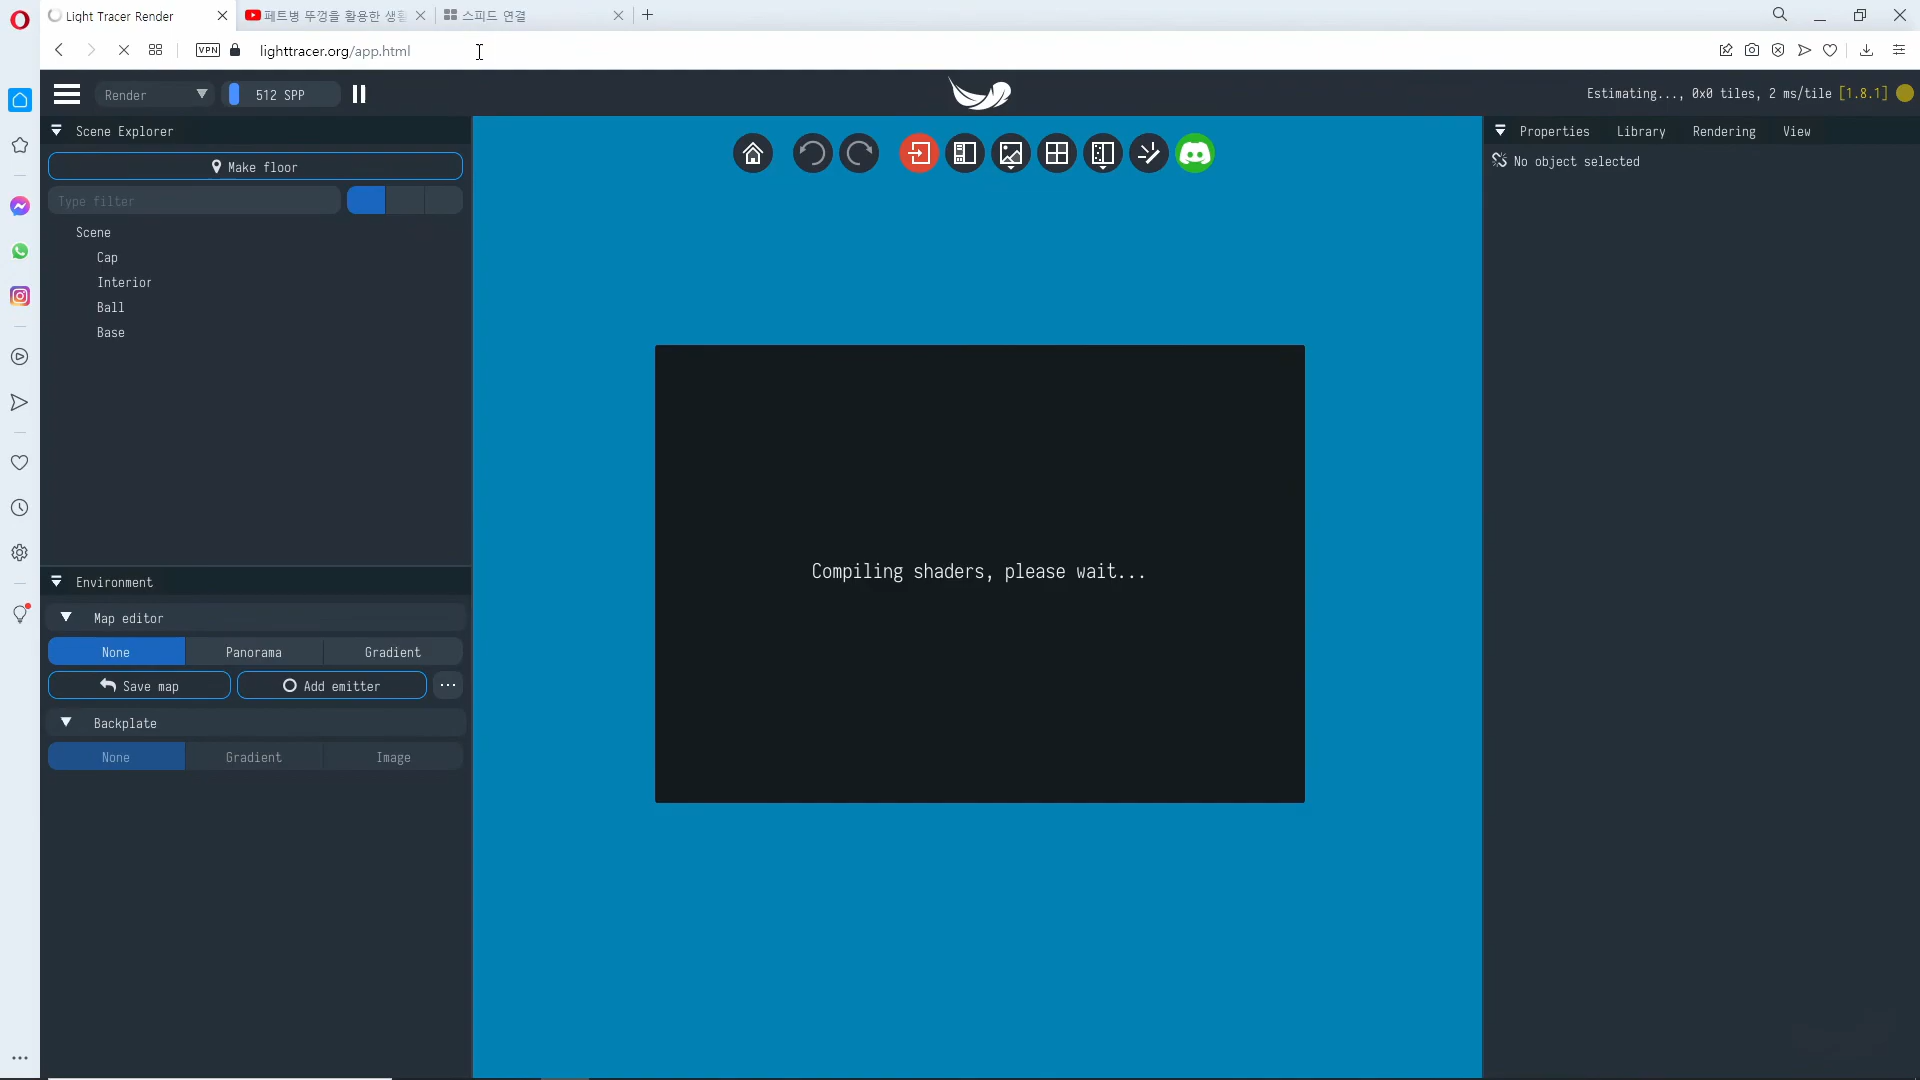 Light Tracer Render
페트병 뚜껑을 활용한 생활
스피드 연결
VPN
lighttracer.org/app.html
Render
512 SPP
Estimating..., 0x0 tiles, 2 ms/tile [1.8.1]
Scene Explorer
Properties
Library
Rendering
View
Make floor
No object selected
Type filter
Scene
Cap
Interior
Ball
Base
Compiling shaders, please wait...
Environment
Map editor
None
Panorama
Gradient
Save map
Add emitter
Backplate
None
Gradient
Image